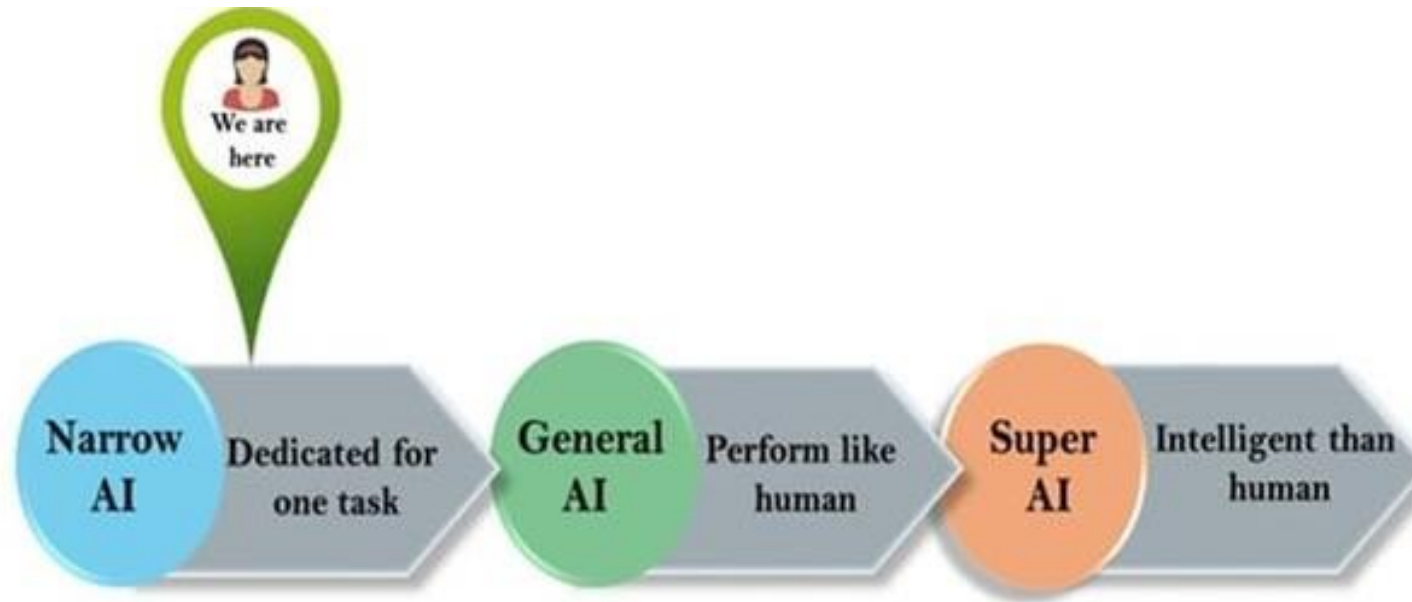 We are
here
Narrow
AI
Dedicated for
one task
General
AI
Perform like
human
Super
AI
Intelligent than
human